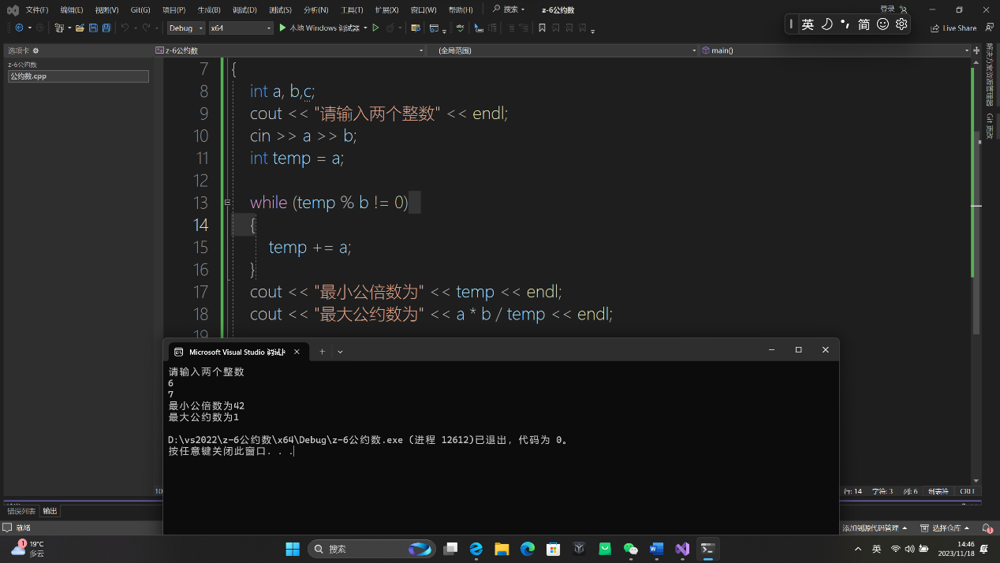 文件(F) 编辑(E) 视图(V) Git(G) 项目(P) 生成(B) 调试(D) 测试(S) 分析(N) 工具(T) 扩展(X) 窗口(W) 帮助(H) 搜索 z-6公约数 登录
Debug x64 本地 Windows 调试器 英 简 Live Share
选项卡 z-6公约数 (全局范围) main()
z-6公约数
公约数.cpp
解决方案资源管理器
Git 更改
7 {
8 int a, b,c;
9 cout << "请输入两个整数" << endl;
10 cin >> a >> b;
11 int temp = a;
12
13 while (temp % b != 0)
14 {
15 temp += a;
16 }
17 cout << "最小公倍数为" << temp << endl;
18 cout << "最大公约数为" << a * b / temp << endl;
19
Microsoft Visual Studio 调试
请输入两个整数
6
7
最小公倍数为42
最大公约数为1
D:\vs2022\z-6公约数\x64\Debug\z-6公约数.exe (进程 12612)已退出，代码为 0。
按任意键关闭此窗口. . .
行: 14 字符: 3 列: 6 制表符 CRLF
错误列表 输出
就绪 添加到源代码管理 选择仓库 1
1 19°C
多云
搜索
英
14:46
2023/11/18